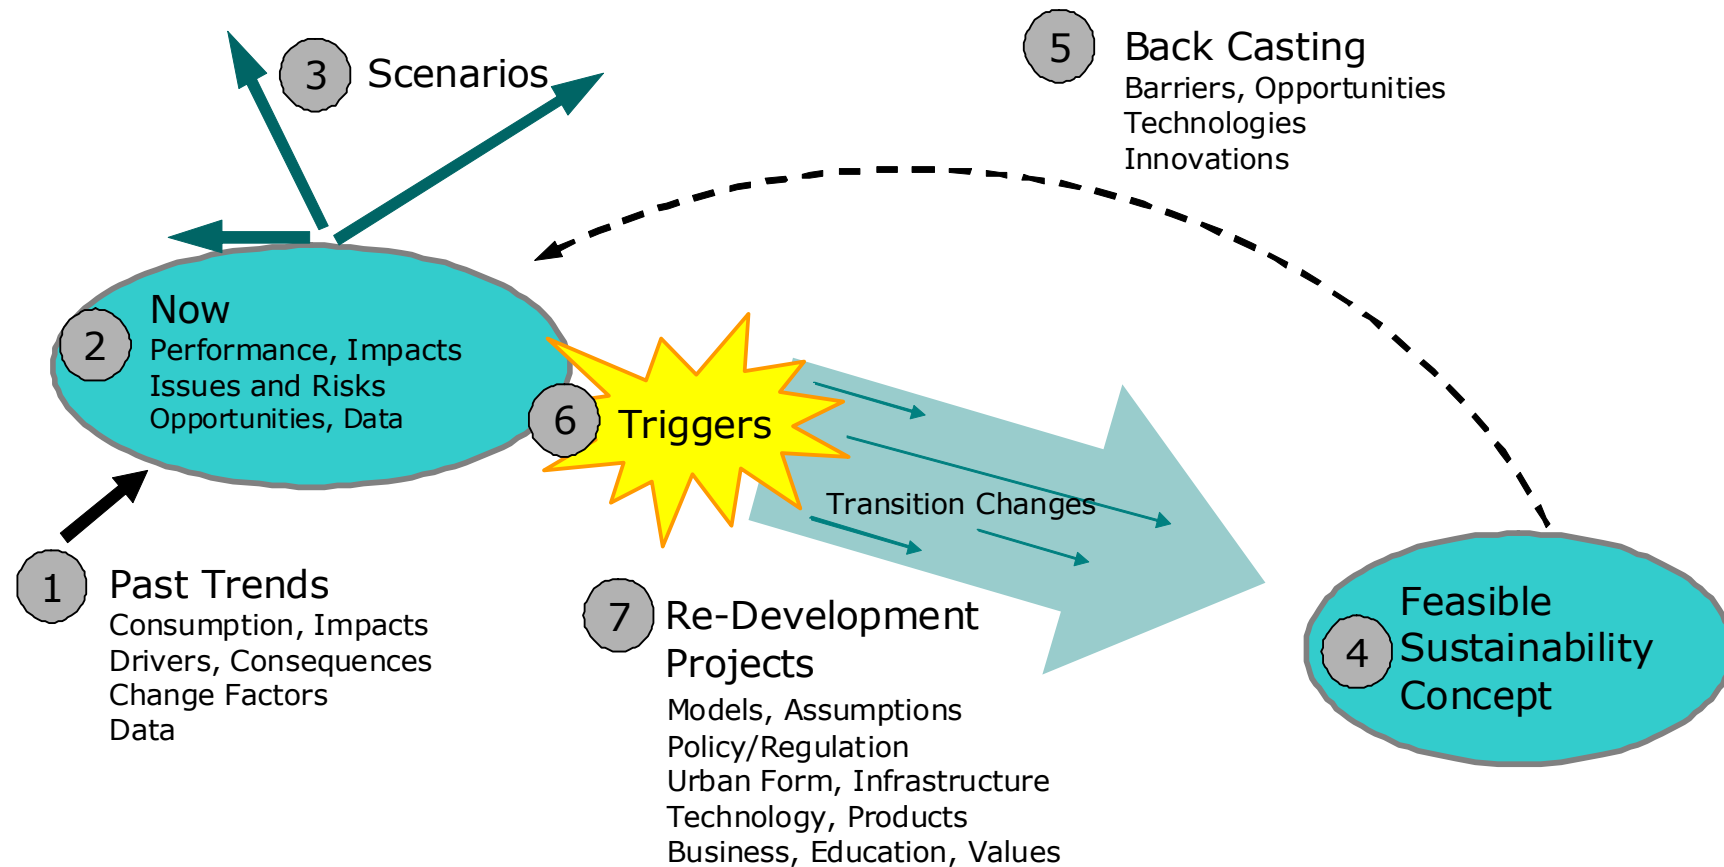 3 Scenarios
5 Back Casting
Barriers, Opportunities
Technologies
Innovations
2 Now
Performance, Impacts
Issues and Risks
Opportunities, Data
6 Triggers
Transition Changes
1 Past Trends
Consumption, Impacts
Drivers, Consequences
Change Factors
Data
7 Re-Development
Projects
Models, Assumptions
Policy/Regulation
Urban Form, Infrastructure
Technology, Products
Business, Education, Values
4 Feasible
Sustainability
Concept